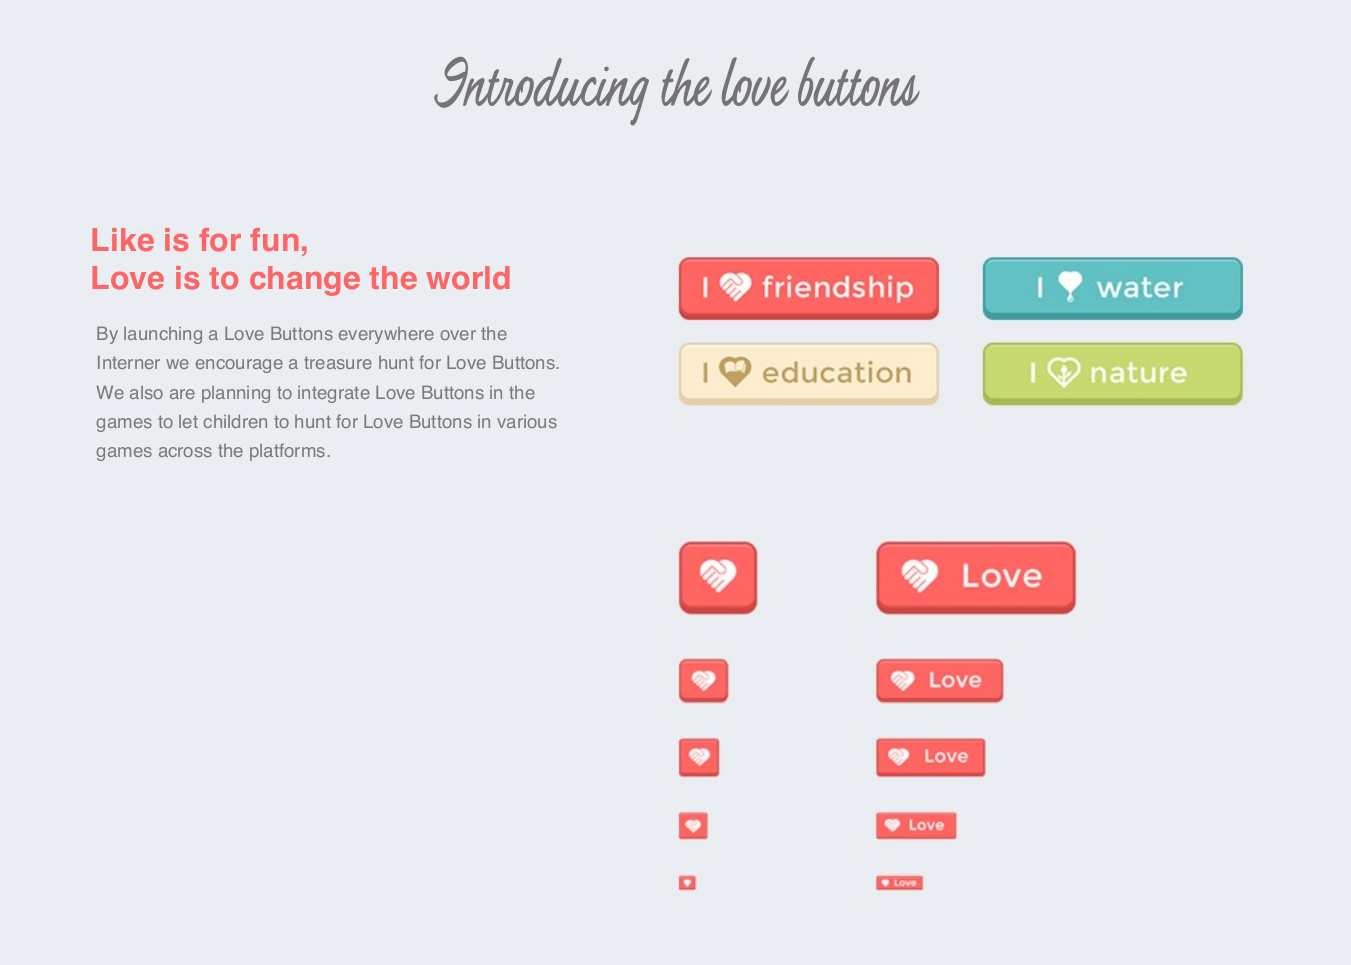 Introducing the love buttons
Like is for fun,
Love is to change the world
By launching a Love Buttons everywhere over the
Interner we encourage a treasure hunt for Love Buttons.
We also are planning to integrate Love Buttons in the
games to let children to hunt for Love Buttons in various
games across the platforms.
I friendship
I water
I education
I nature
Love
Love
Love
Love
Love